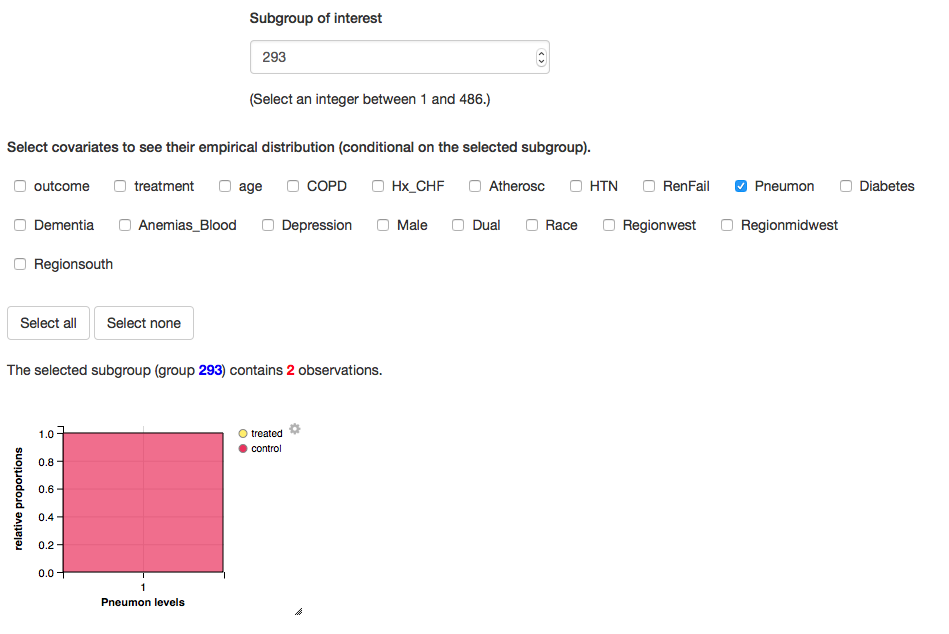 Subgroup of interest
293
(Select an integer between 1 and 486.)
Select covariates to see their empirical distribution (conditional on the selected subgroup).
outcome treatment age COPD Hx_CHF Atherosc HTN RenFail Pneumon Diabetes
Dementia Anemias_Blood Depression Male Dual Race Regionwest Regionmidwest
Regionsouth
Select all Select none
The selected subgroup (group 293) contains 2 observations.
relative proportions
1.0
0.8
0.6
0.4
0.2
0.0
1
Pneumon levels
treated
control